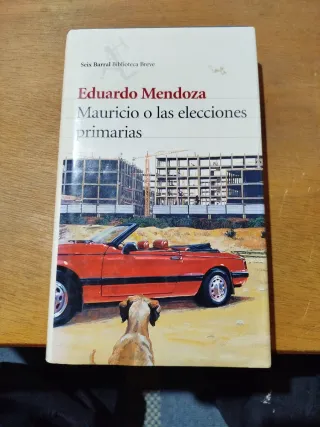 Seix Barral Biblioteca Breve
Eduardo Mendoza
Mauricio o las elecciones
primarias